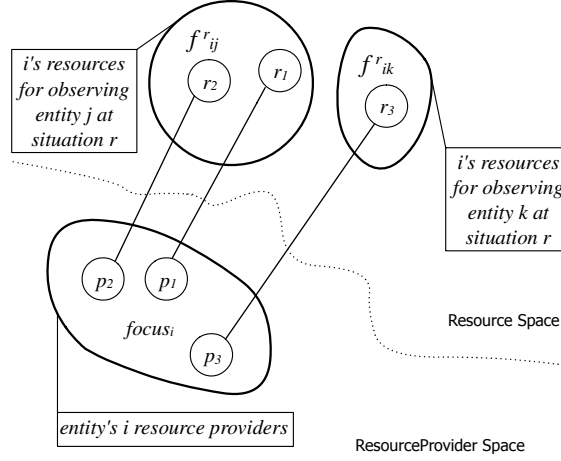 i's resources
for observing
entity j at
situation r
f^r_ij
r2
r1
f^r_ik
r3
i's resources
for observing
entity k at
situation r
p2
p1
focus_i
p3
Resource Space
entity's i resource providers
ResourceProvider Space